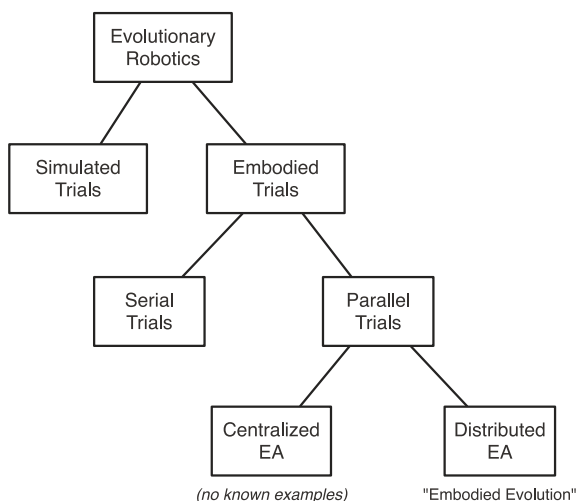 Evolutionary
Robotics
Simulated
Trials
Embodied
Trials
Serial
Trials
Parallel
Trials
Centralized
EA
Distributed
EA
(no known examples)
"Embodied Evolution"